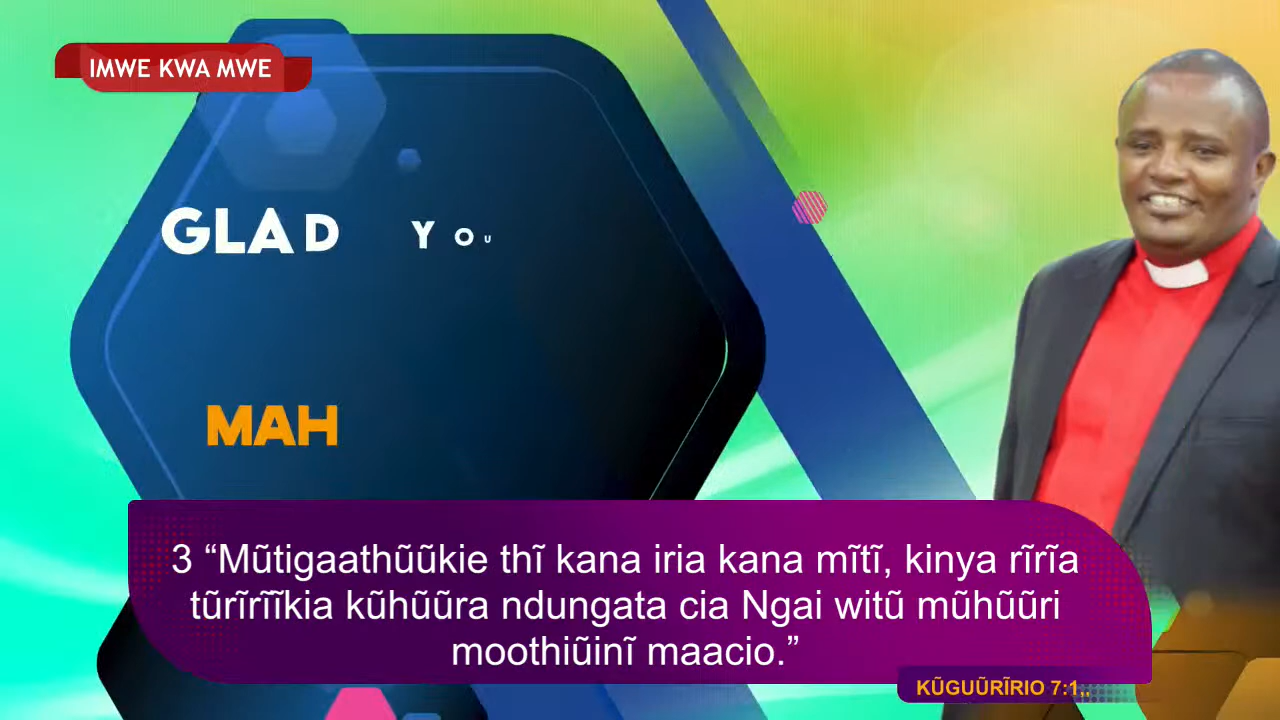 IMWE KWA MWE
GLAD YOU
MAH
3 “Mũtigaathũũkie thĩ kana iria kana mĩtĩ, kinya rĩrĩa
tũrĩrĩĩkia kũhũũra ndungata cia Ngai witũ mũhũũri
moothiũinĩ maacio.”
KŨGUŨRĪRIO 7:1,,